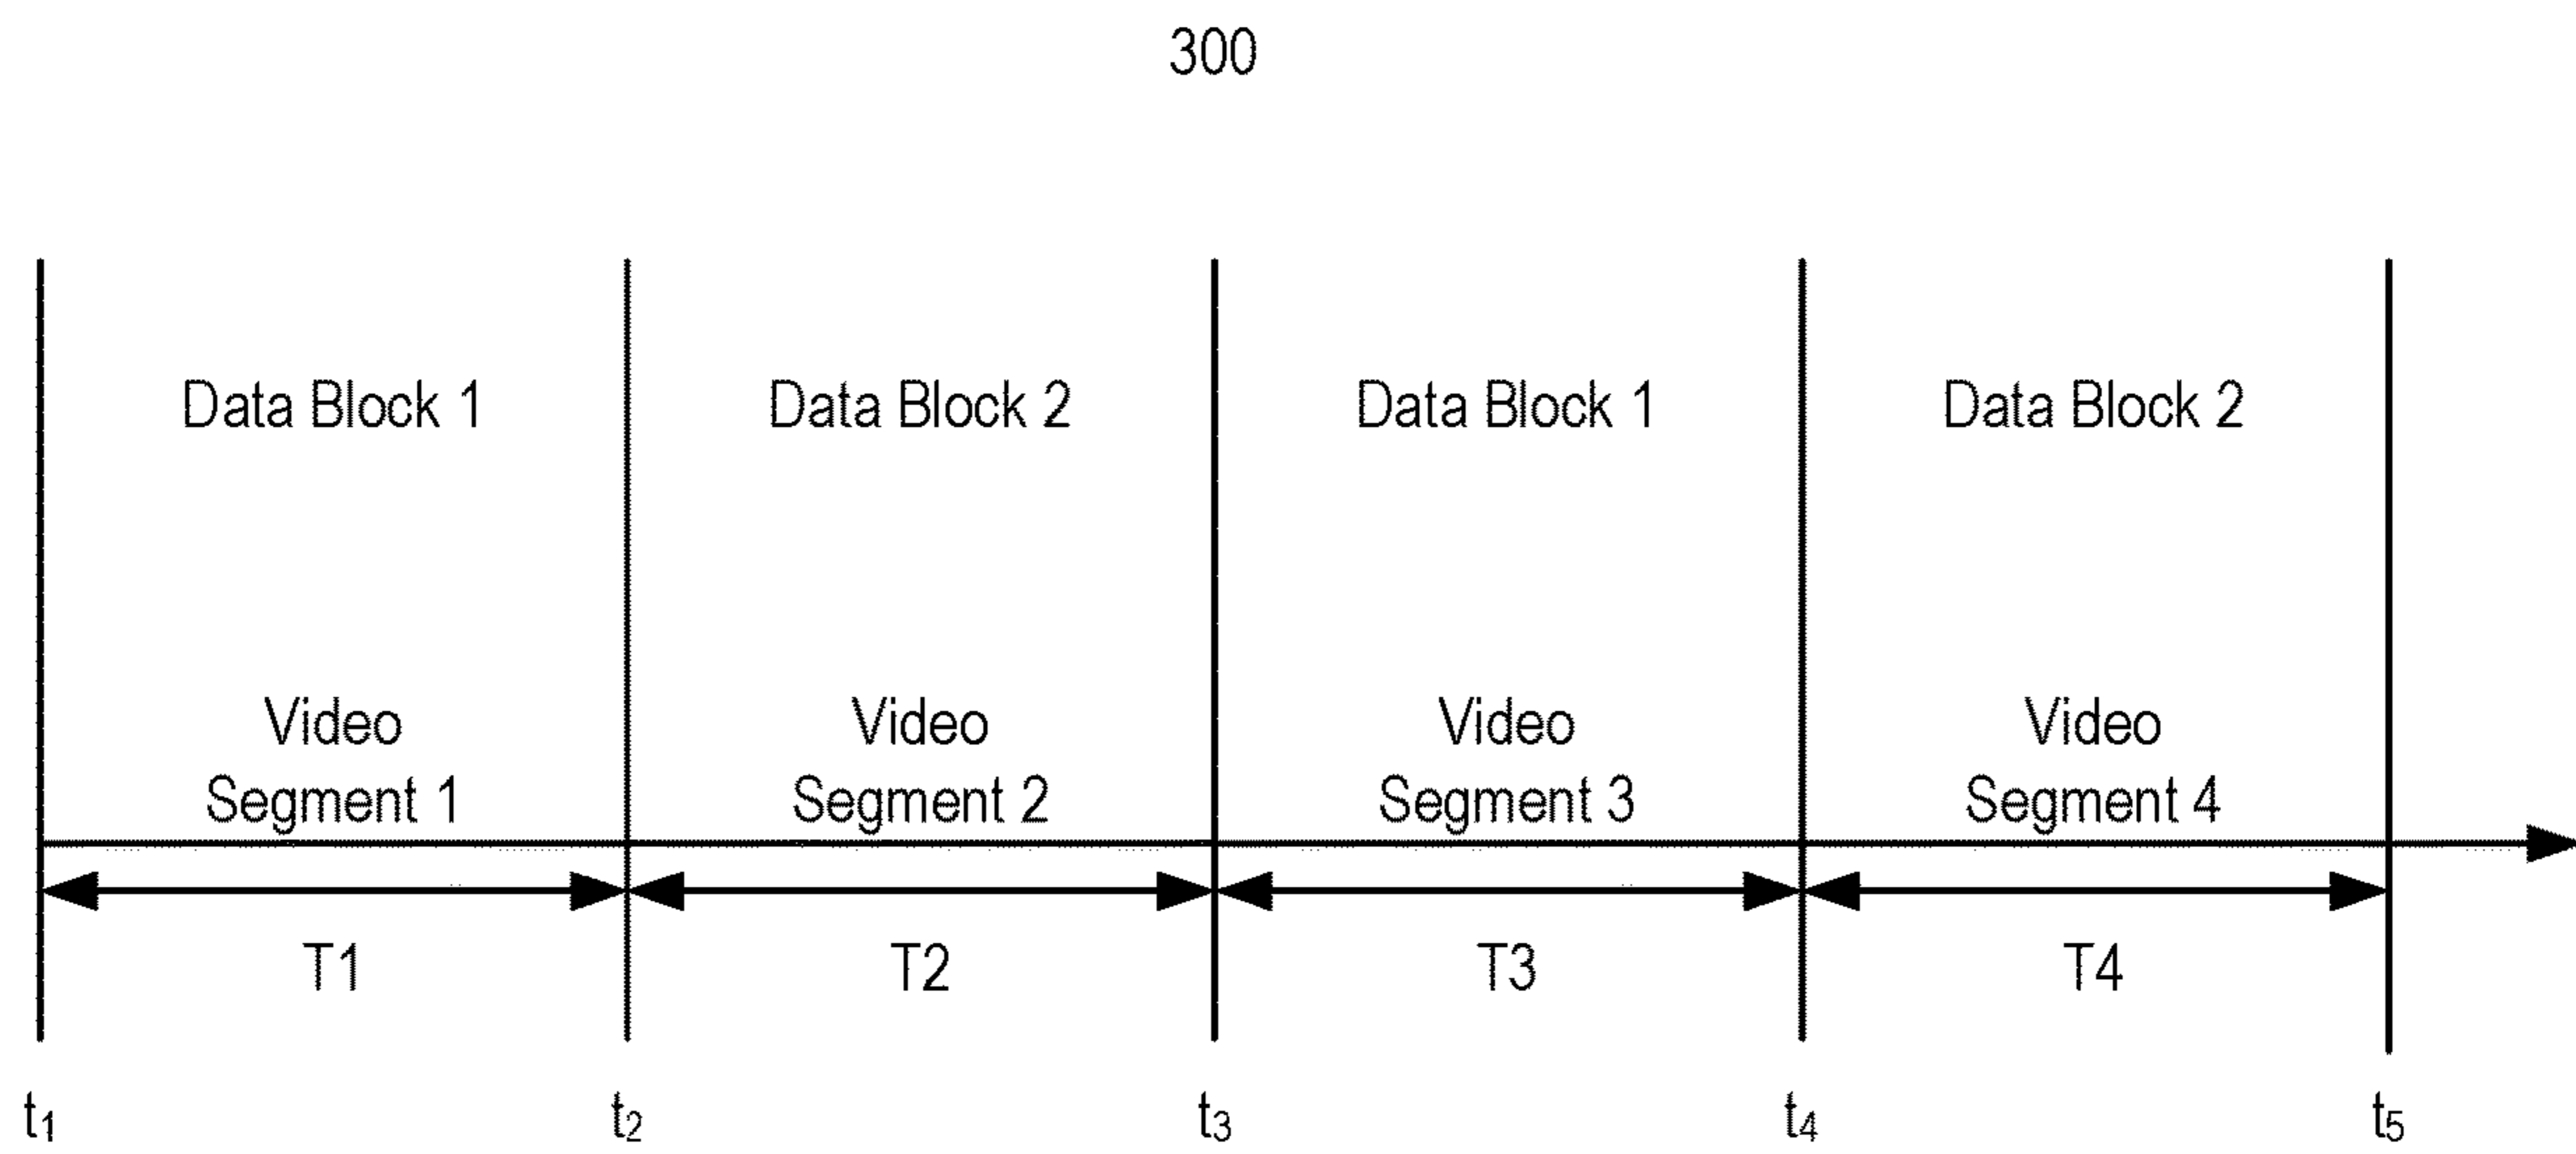 300
Data Block 1 Data Block 2 Data Block 1 Data Block 2
Video Video Video Video
Segment 1 Segment 2 Segment 3 Segment 4
T1 T2 T3 T4
t1 t2 t3 t4 t5